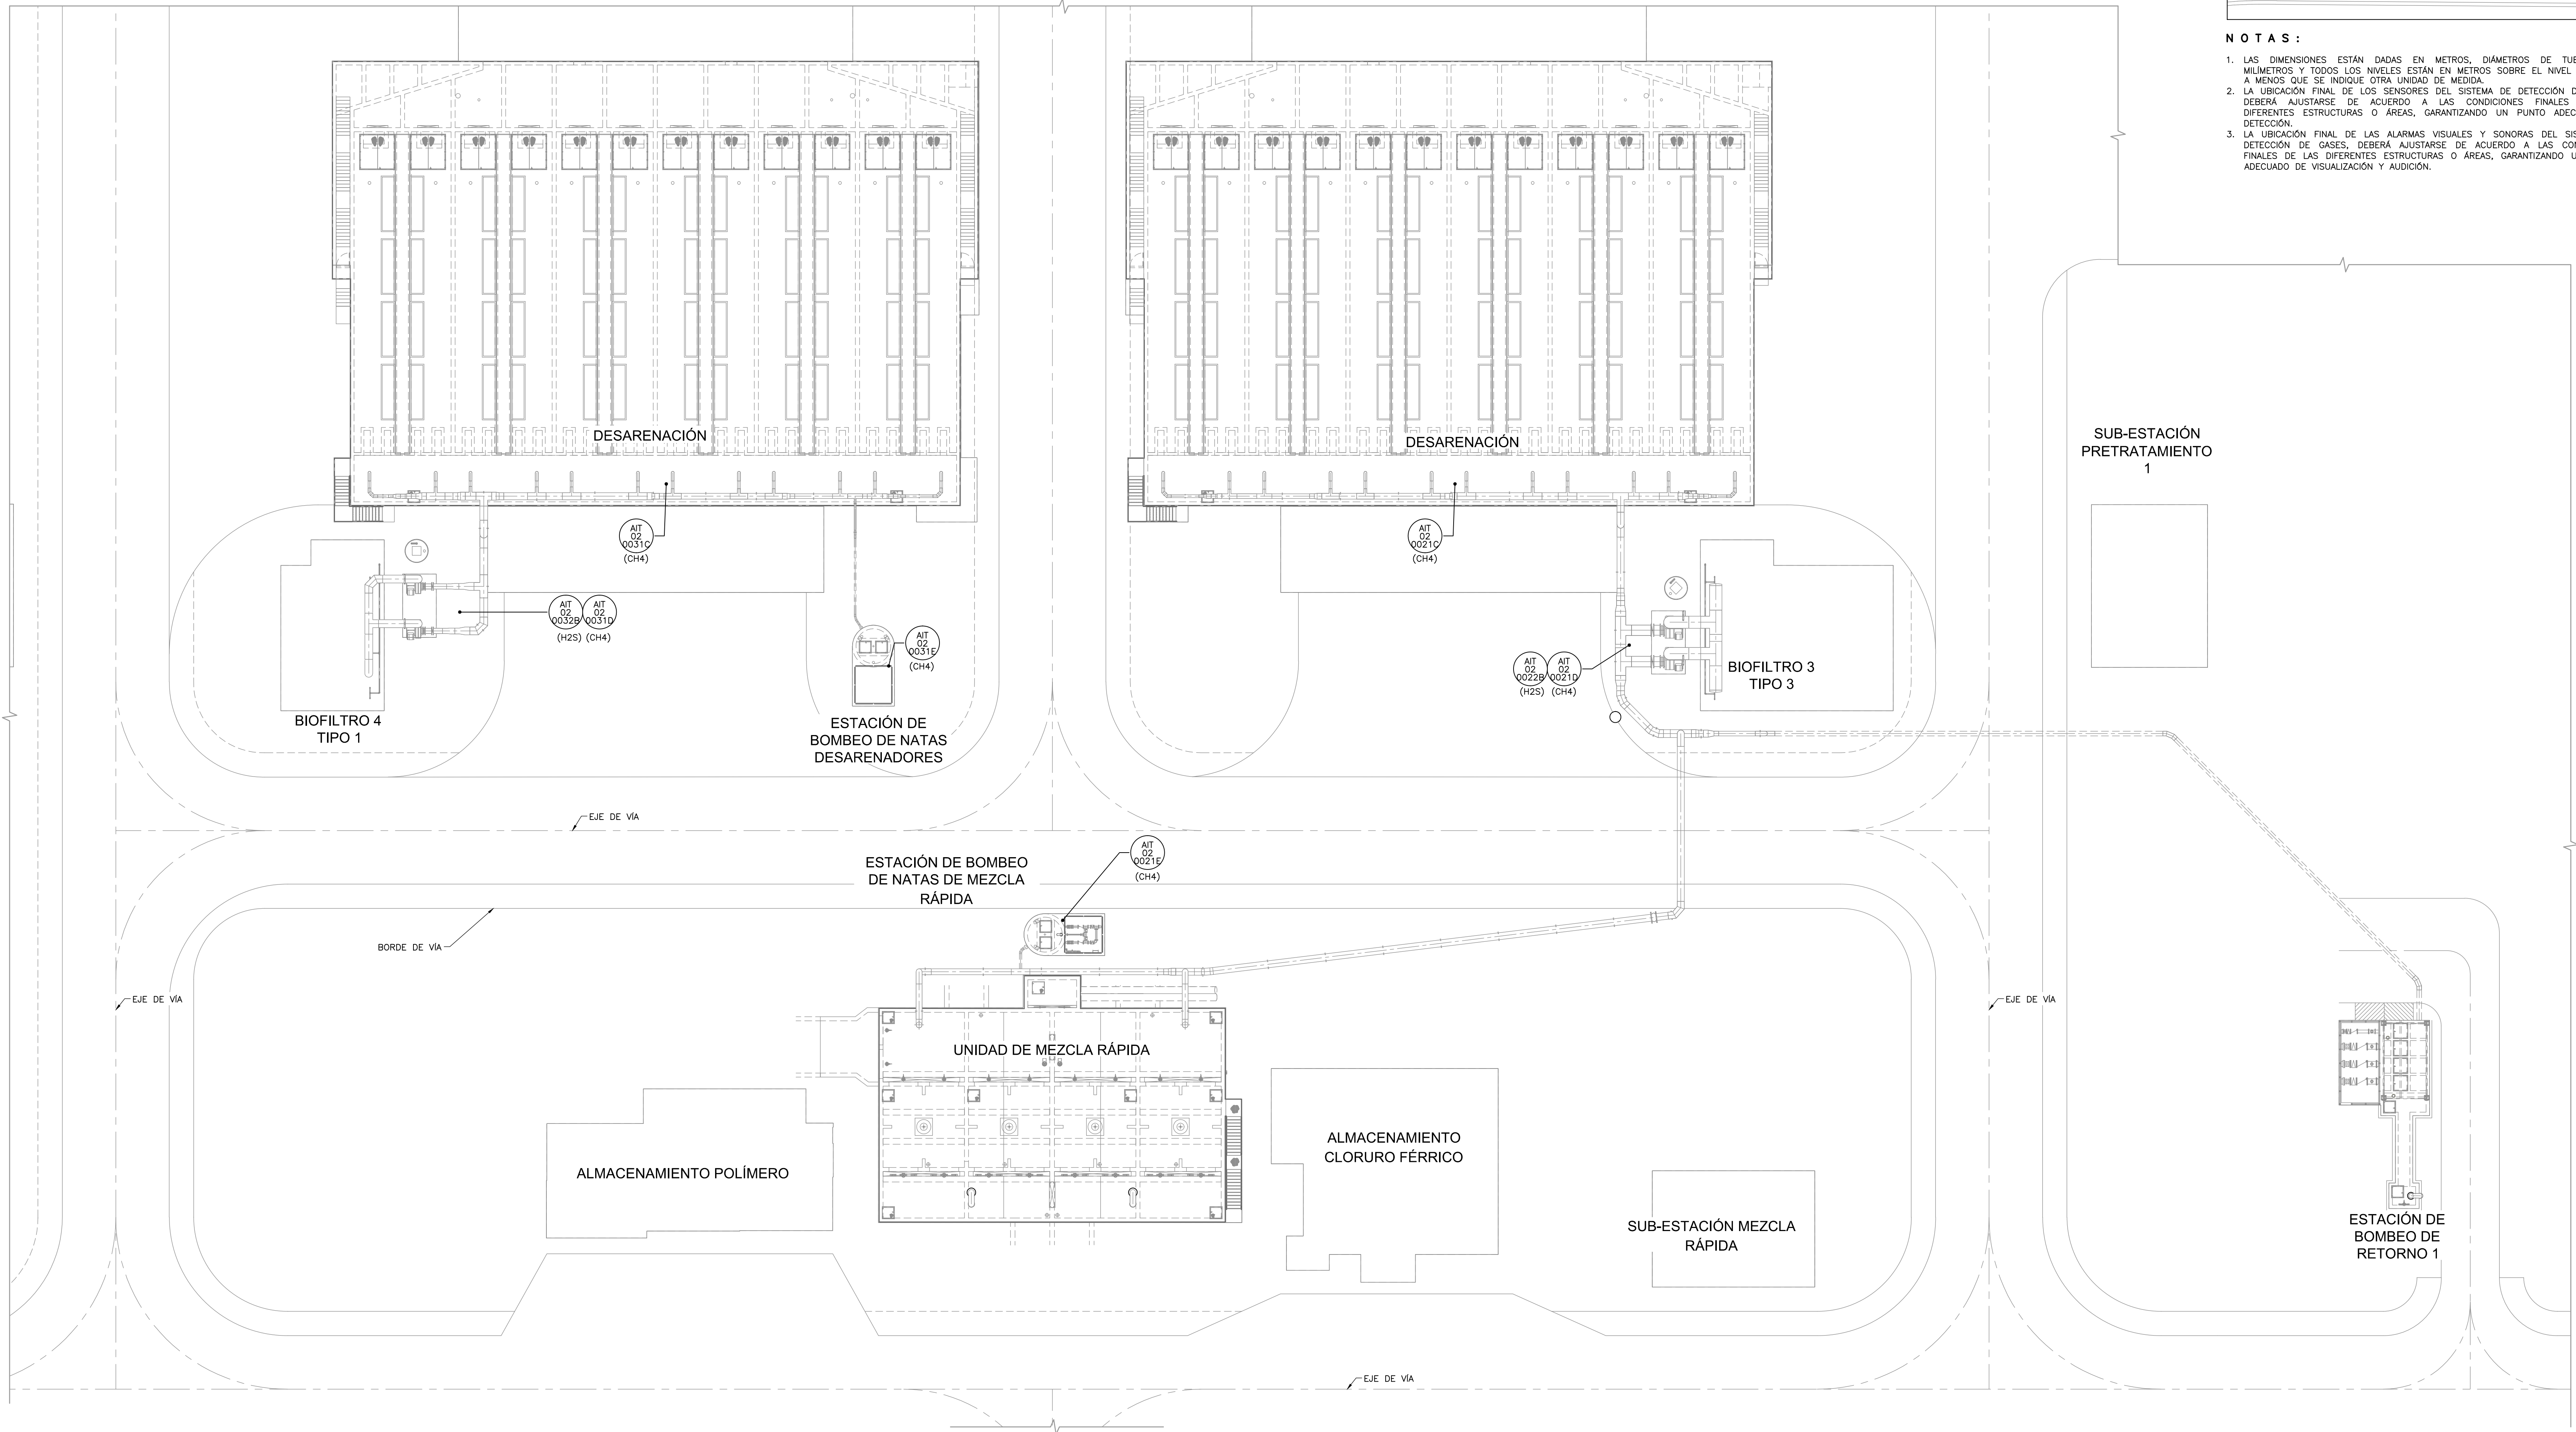 NOTAS:
1. LAS DIMENSIONES ESTÁN DADAS EN METROS, DIÁMETROS DE
MILÍMETROS Y TODOS LOS NIVELES ESTÁN EN METROS SOBRE EL NIVEL
A MENOS QUE SE INDIQUE OTRA UNIDAD DE MEDIDA.
2. LA UBICACIÓN FINAL DE LOS SENSORES DEL SISTEMA DE DETECCIÓN
DEBERÁ AJUSTARSE DE ACUERDO A LAS CONDICIONES FINALES
DIFERENTES ESTRUCTURAS O ÁREAS, GARANTIZANDO UN PUNTO
DETECCIÓN.
3. LA UBICACIÓN FINAL DE LAS ALARMAS VISUALES Y SONORAS DEL
DETECCIÓN DE GASES, DEBERÁ AJUSTARSE DE ACUERDO A LAS
FINALES DE LAS DIFERENTES ESTRUCTURAS O ÁREAS, GARANTIZANDO
ADECUADO DE VISUALIZACIÓN Y AUDICIÓN.
DESARENACIÓN
DESARENACIÓN
SUB-ESTACIÓN
PRETRATAMIENTO
1
AIT
02
0031C
(CH4)
AIT
02
0021C
(CH4)
AIT
02
0032B
(H2S)
AIT
02
0031D
(CH4)
AIT
02
0031E
(CH4)
AIT
02
0022B
(H2S)
AIT
02
0021D
(CH4)
BIOFILTRO 3
TIPO 3
BIOFILTRO 4
TIPO 1
ESTACIÓN DE
BOMBEO DE NATAS
DESARENADORES
EJE DE VÍA
AIT
02
0021E
(CH4)
ESTACIÓN DE BOMBEO
DE NATAS DE MEZCLA
RÁPIDA
BORDE DE VÍA
EJE DE VÍA
EJE DE VÍA
UNIDAD DE MEZCLA RÁPIDA
ALMACENAMIENTO POLÍMERO
ALMACENAMIENTO
CLORURO FÉRRICO
SUB-ESTACIÓN MEZCLA
RÁPIDA
ESTACIÓN DE
BOMBEO DE
RETORNO 1
EJE DE VÍA